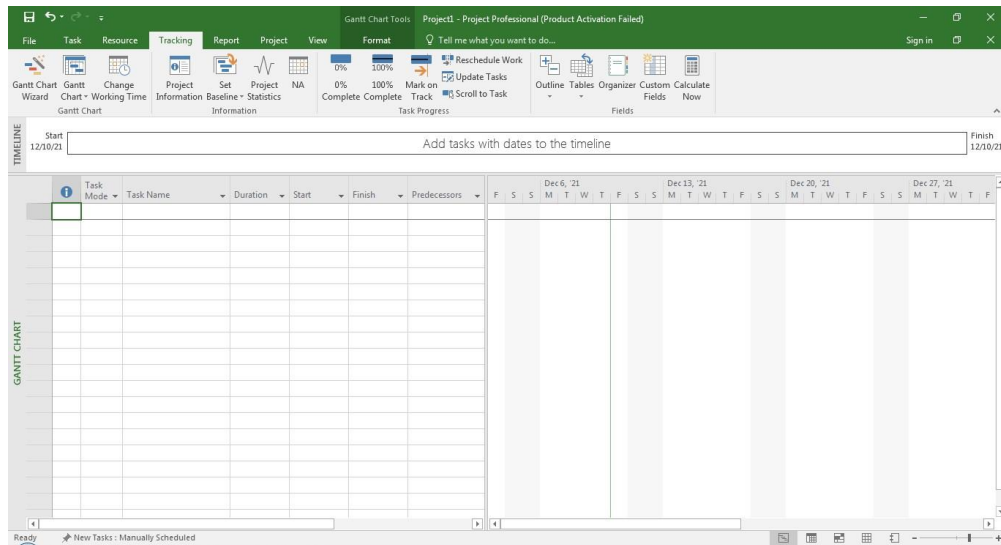 Gantt Chart Tools
Project1 - Project Professional (Product Activation Failed)
File Task Resource Tracking Report Project View Format Tell me what you want to do... Sign in
Gantt Chart Wizard
Gantt Chart
Change Working Time
Gantt Chart
Project Information
Set Baseline
Project Statistics
NA
Information
0%
0% Complete
100%
100% Complete
Mark on Track
Reschedule Work
Update Tasks
Scroll to Task
Task Progress
Outline
Tables
Organizer
Custom Fields
Calculate Now
Fields
TIMELINE
Start
12/10/21
Add tasks with dates to the timeline
Finish
12/10/21
Task Mode Task Name Duration Start Finish Predecessors
Dec 6, '21 Dec 13, '21 Dec 20, '21 Dec 27, '21
F S S M T W T F S S M T W T F S S M T W T F S S M T W T F
GANTT CHART
Ready New Tasks : Manually Scheduled